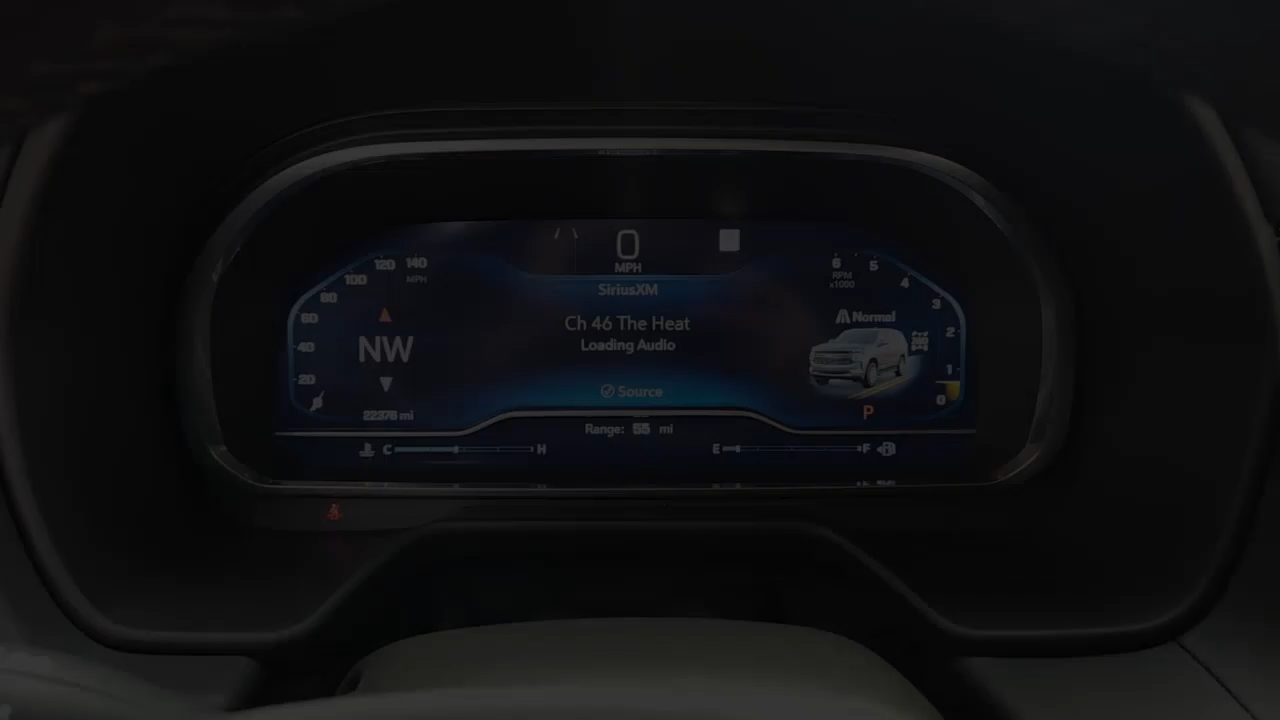 0
MPH
SiriusXM
Ch 46 The Heat
Loading Audio
Source
Range: 55 mi
20
40
60
80
100
120
140
MPH
NW
22378 mi
C
H
6
5
4
3
2
1
0
RPM
x1000
Normal
P
E
F